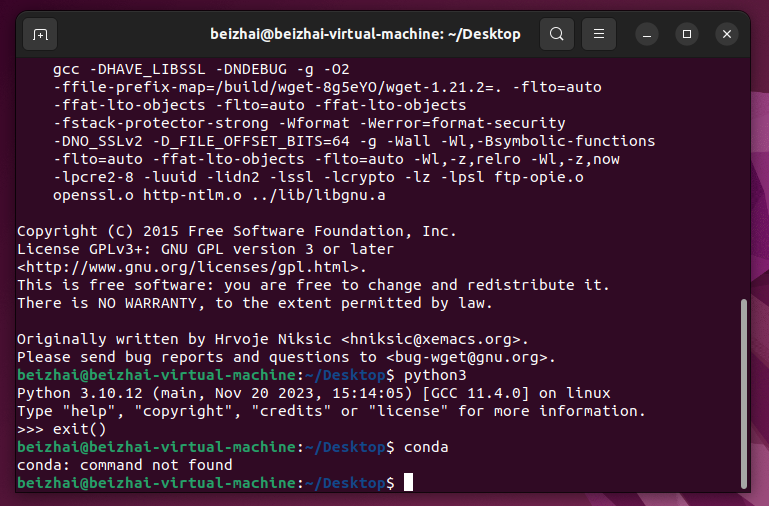 beizhai@beizhai-virtual-machine: ~/Desktop
gcc -DHAVE_LIBSSL -DNDEBUG -g -O2
-ffile-prefix-map=/build/wget-8g5eYO/wget-1.21.2=. -flto=auto
-ffat-lto-objects -flto=auto -ffat-lto-objects
-fstack-protector-strong -Wformat -Werror=format-security
-DNO_SSLv2 -D_FILE_OFFSET_BITS=64 -g -Wall -Wl,-Bsymbolic-functions
-flto=auto -ffat-lto-objects -flto=auto -Wl,-z,relro -Wl,-z,now
-lpcre2-8 -luuid -lidn2 -lssl -lcrypto -lz -lpsl ftp-opie.o
openssl.o http-ntlm.o ../lib/libgnu.a
Copyright (C) 2015 Free Software Foundation, Inc.
License GPLv3+: GNU GPL version 3 or later
<http://www.gnu.org/licenses/gpl.html>.
This is free software: you are free to change and redistribute it.
There is NO WARRANTY, to the extent permitted by law.
Originally written by Hrvoje Niksic <hniksic@xemacs.org>.
Please send bug reports and questions to <bug-wget@gnu.org>.
beizhai@beizhai-virtual-machine:~/Desktop$ python3
Python 3.10.12 (main, Nov 20 2023, 15:14:05) [GCC 11.4.0] on linux
Type "help", "copyright", "credits" or "license" for more information.
>>> exit()
beizhai@beizhai-virtual-machine:~/Desktop$ conda
conda: command not found
beizhai@beizhai-virtual-machine:~/Desktop$